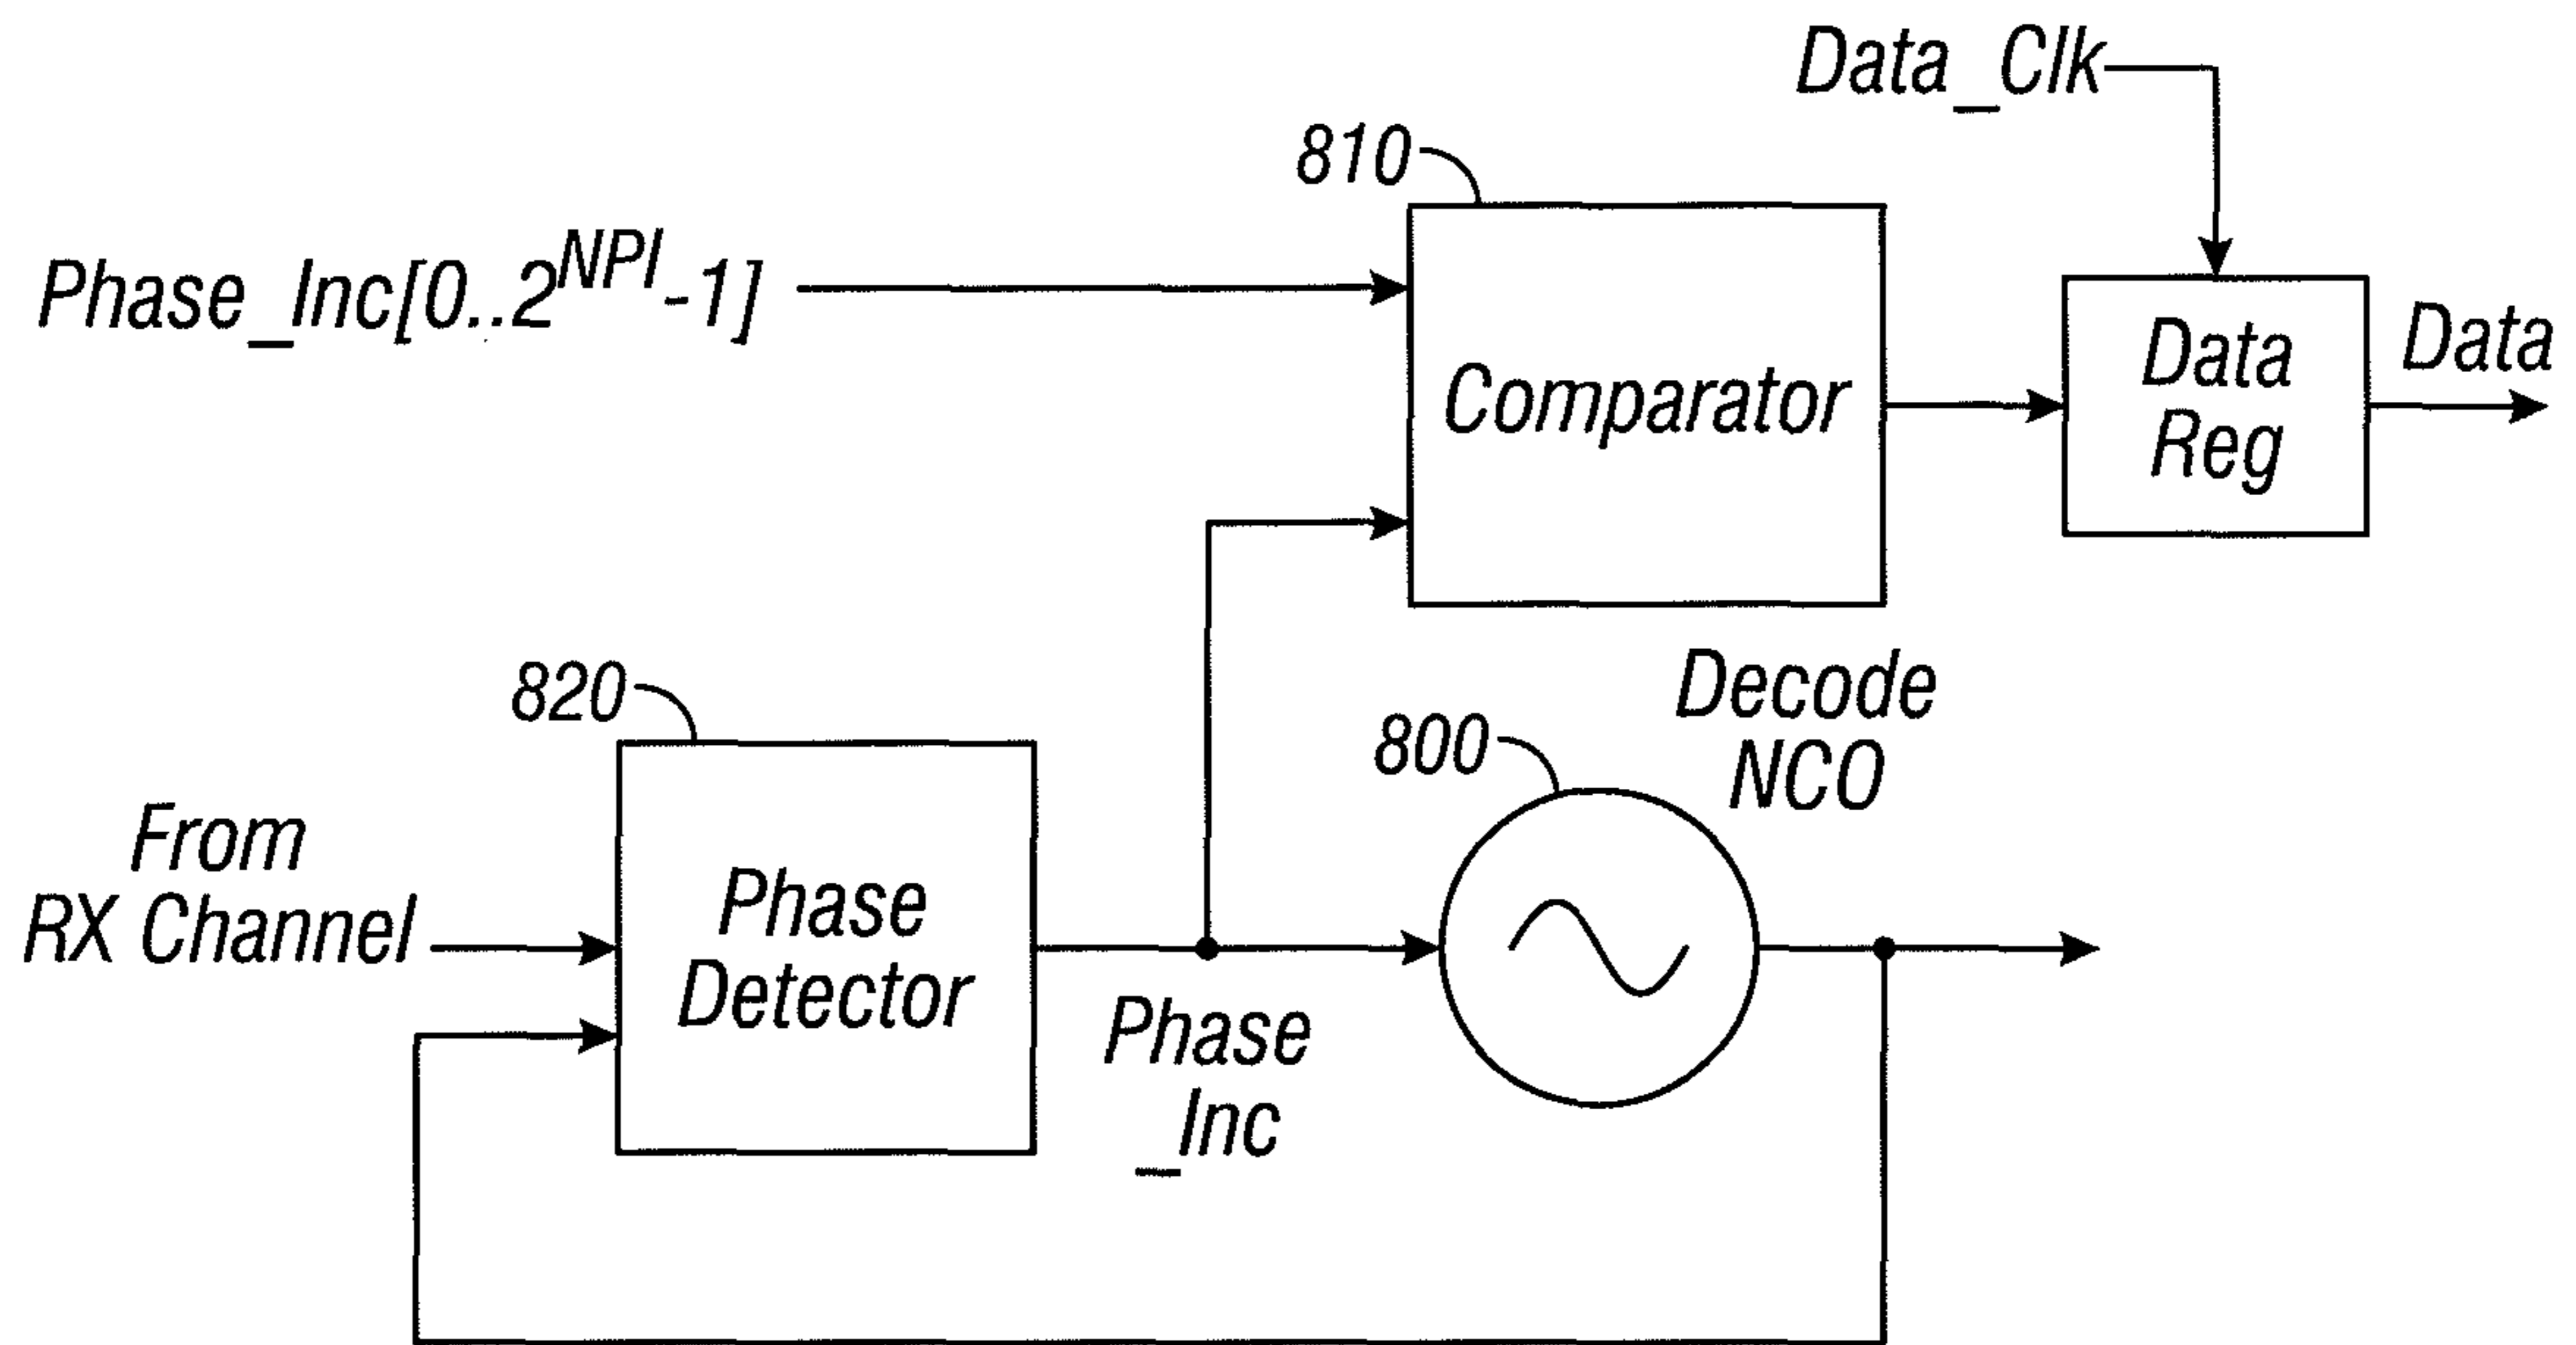 Data_Clk
810
Phase_Inc[0..2^NPI-1]
Comparator
Data
Reg
Data
820
Decode
NCO
800
From
RX Channel
Phase
Detector
Phase
_Inc